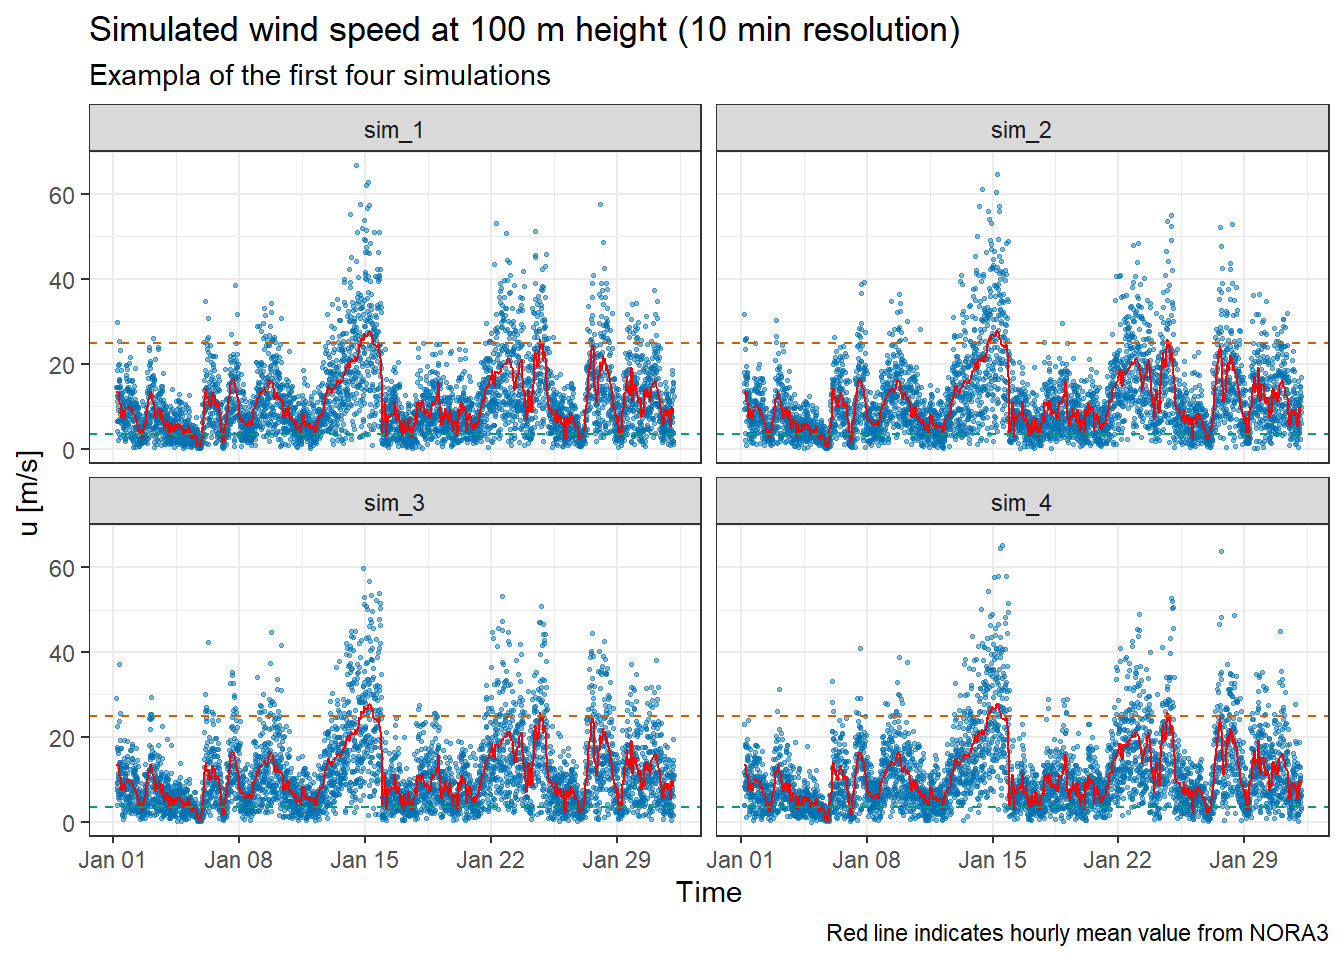 Simulated wind speed at 100 m height (10 min resolution)
Exampla of the first four simulations
sim_1
sim_2
60
40
20
0
u [m/s]
sim_3
sim_4
60
40
20
0
Jan 01
Jan 08
Jan 15
Jan 22
Jan 29
Jan 01
Jan 08
Jan 15
Jan 22
Jan 29
Time
Red line indicates hourly mean value from NORA3